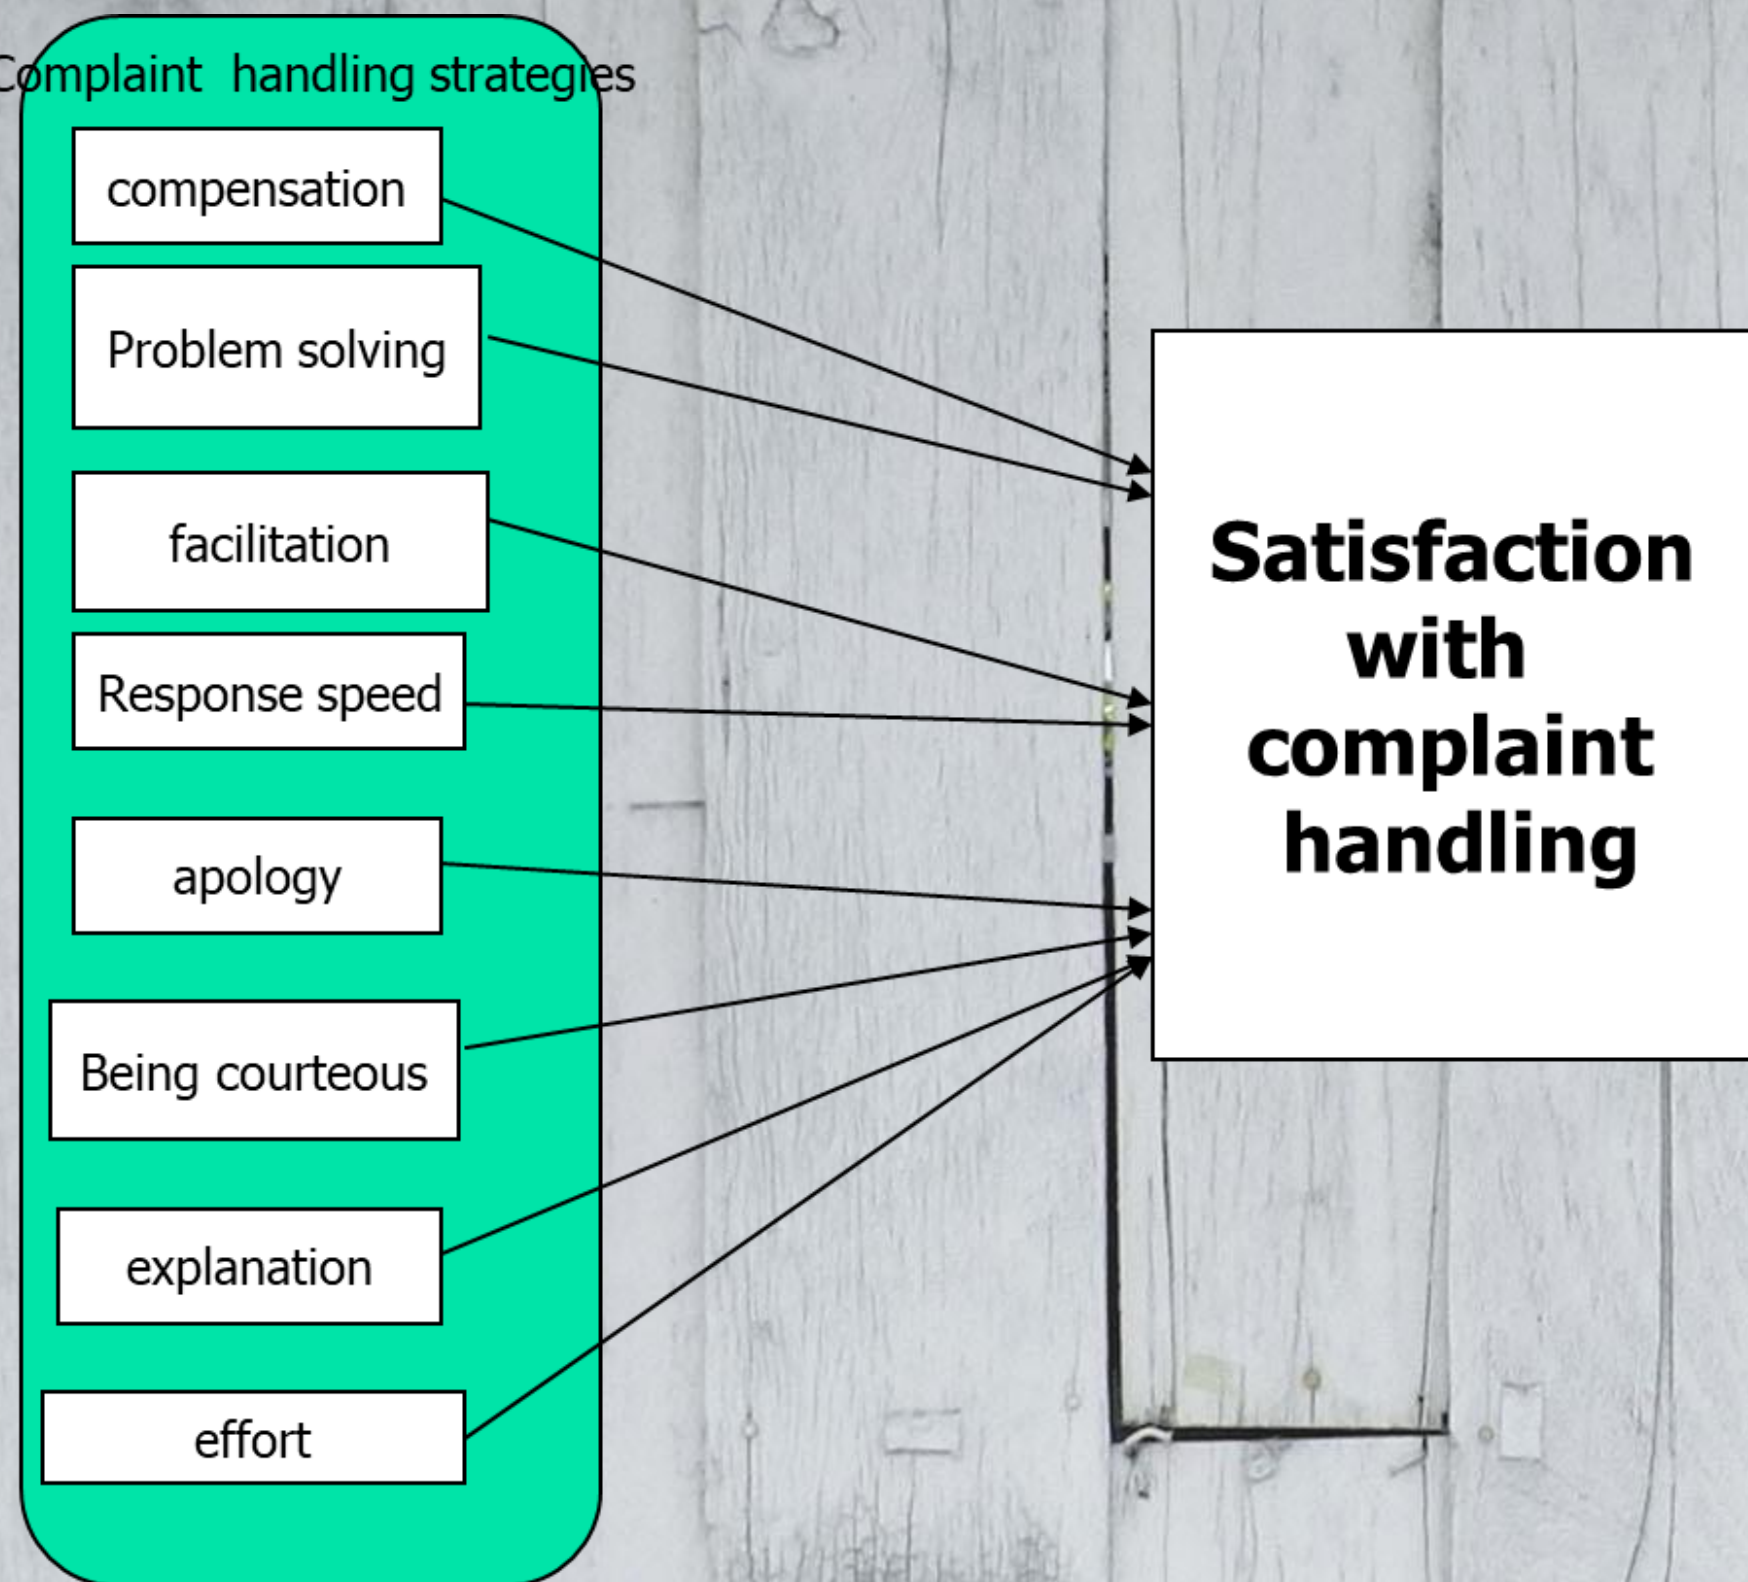 Complaint  handling strategies
compensation
Problem solving
facilitation
Response speed
apology
Being courteous
explanation
effort
Satisfaction
with
complaint
handling